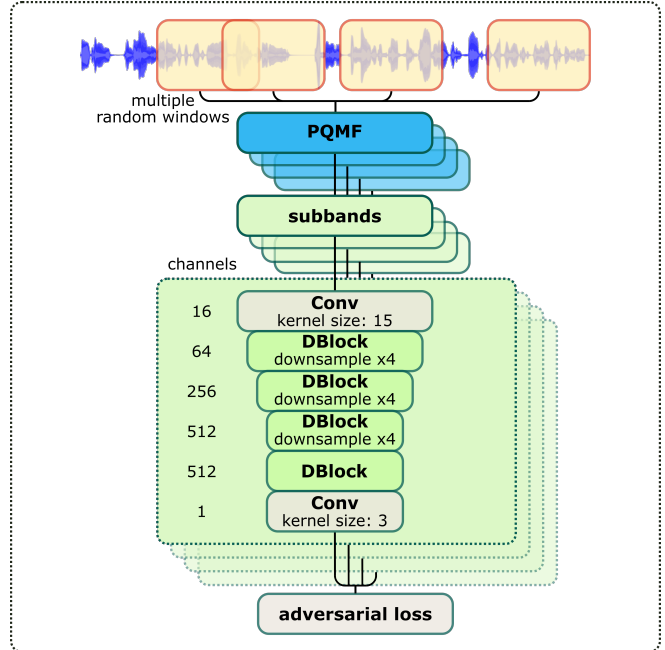 multiple
random windows
PQMF
subbands
channels
16
Conv
kernel size: 15
64
DBlock
downsample x4
256
DBlock
downsample x4
512
DBlock
downsample x4
512
DBlock
1
Conv
kernel size: 3
adversarial loss